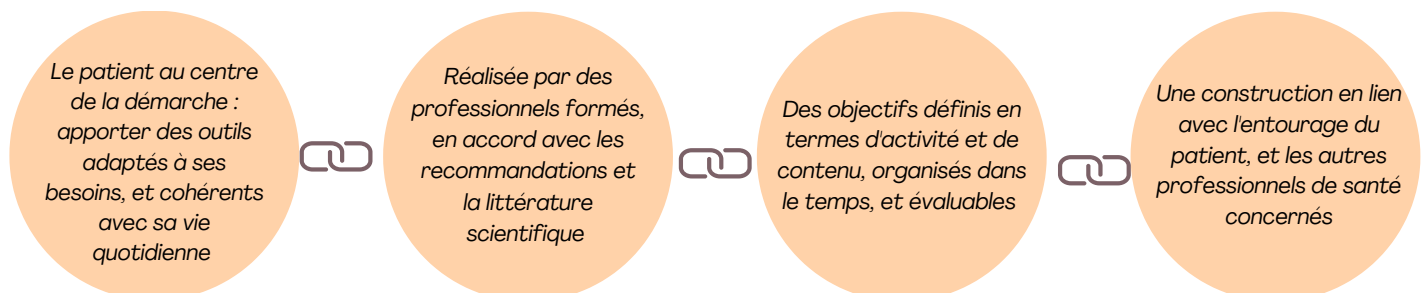 Le patient au centre
de la démarche :
apporter des outils
adaptés à ses
besoins, et cohérents
avec sa vie
quotidienne
Réalisée par des
professionnels formés,
en accord avec les
recommandations et
la littérature
scientifique
Des objectifs définis en
termes d'activité et de
contenu, organisés dans
le temps, et évaluables
Une construction en lien
avec l'entourage du
patient, et les autres
professionnels de santé
concernés